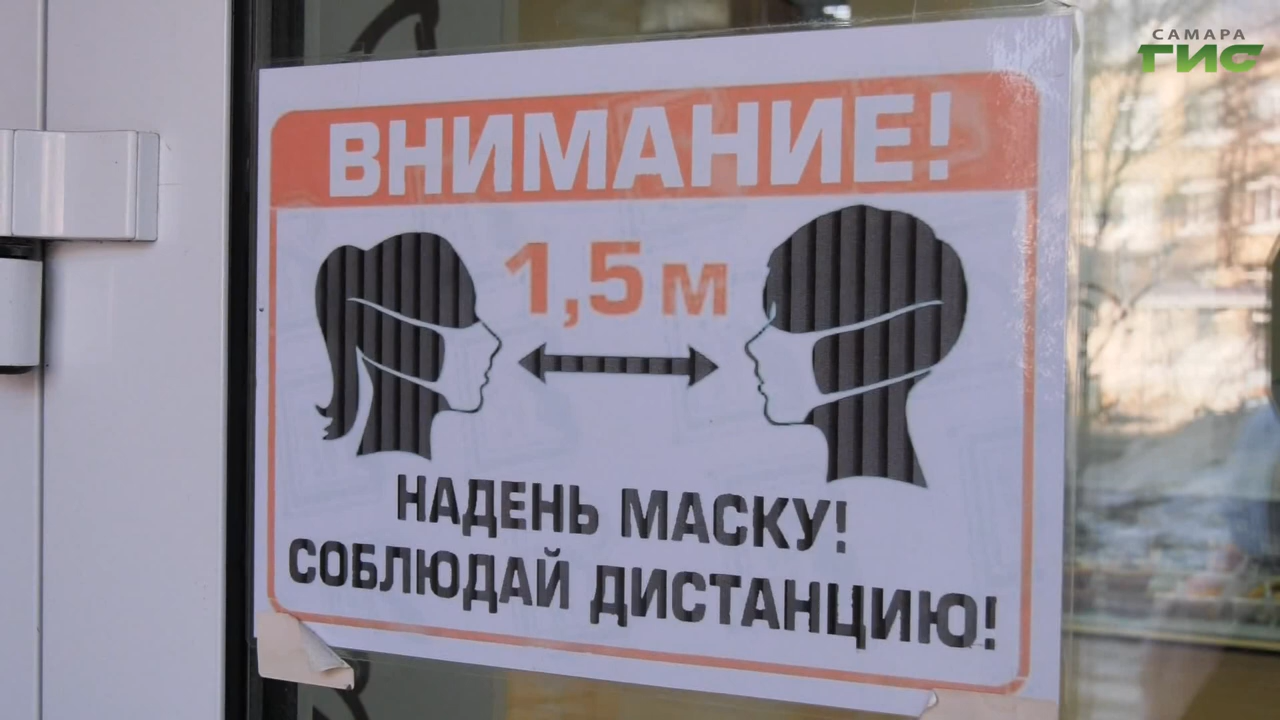 САМАРА
ГИС
ВНИМАНИЕ!
1,5 м
НАДЕНЬ МАСКУ!
СОБЛЮДАЙ ДИСТАНЦИЮ!